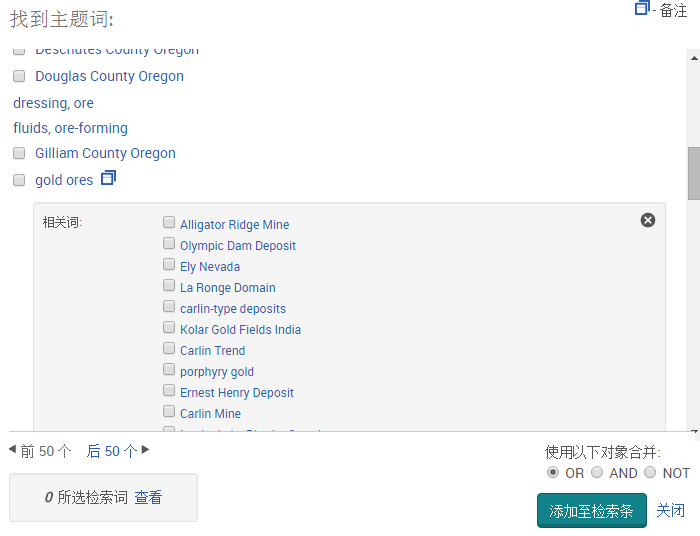 找到主题词:
- 备注
Deschutes County Oregon
Douglas County Oregon
dressing, ore
fluids, ore-forming
Gilliam County Oregon
gold ores
相关词:
Alligator Ridge Mine
Olympic Dam Deposit
Ely Nevada
La Ronge Domain
carlin-type deposits
Kolar Gold Fields India
Carlin Trend
porphyry gold
Ernest Henry Deposit
Carlin Mine
前 50 个 后 50 个
使用以下对象合并:
OR AND NOT
0 所选检索词 查看
添加至检索条 关闭